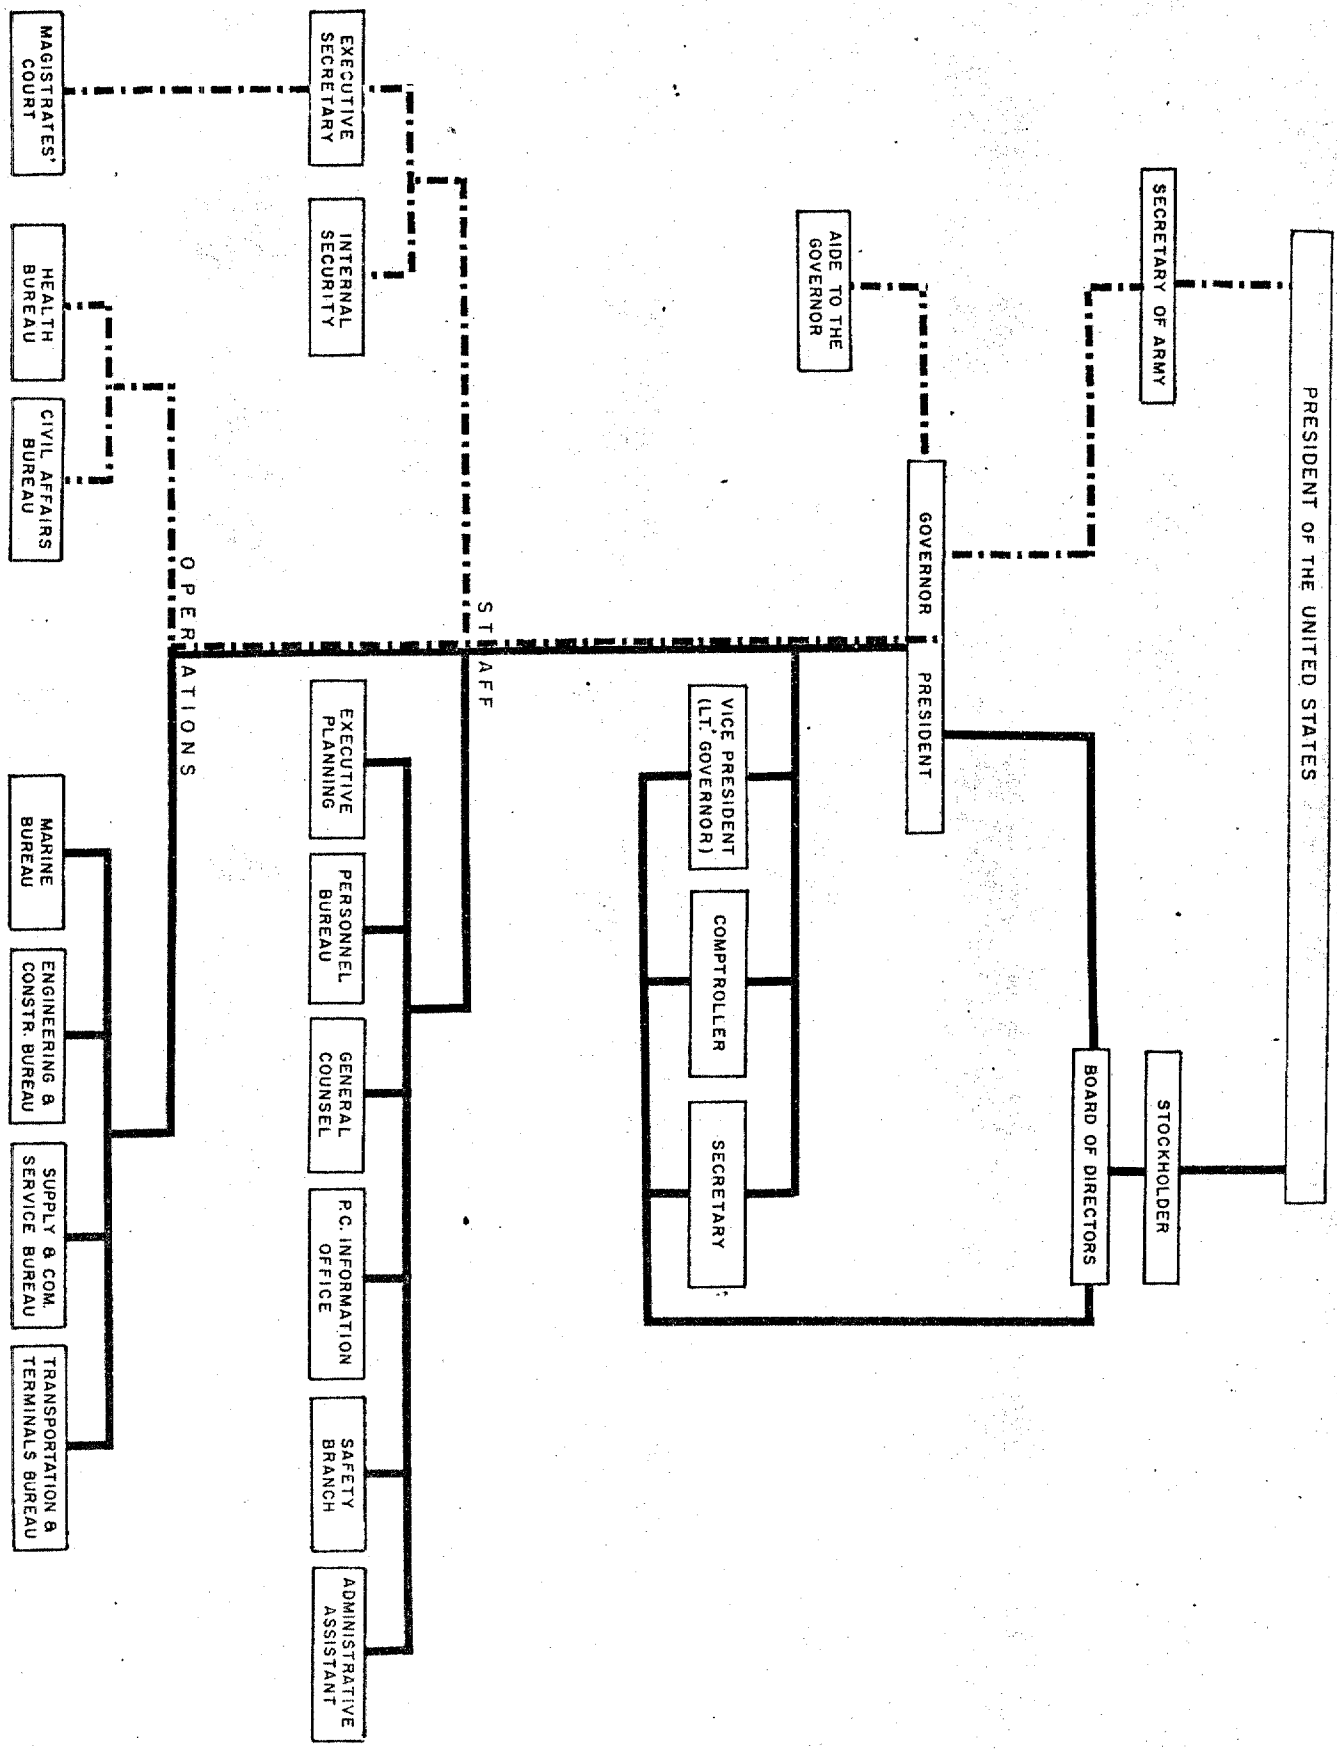 PRESIDENT OF THE UNITED STATES
SECRETARY OF ARMY
STOCKHOLDER
BOARD OF DIRECTORS
GOVERNOR
PRESIDENT
AIDE TO THE
GOVERNOR
VICE PRESIDENT
(LT. GOVERNOR)
COMPTROLLER
SECRETARY
STAFF
EXECUTIVE
SECRETARY
INTERNAL
SECURITY
EXECUTIVE
PLANNING
PERSONNEL
BUREAU
GENERAL
COUNSEL
P.C. INFORMATION
OFFICE
SAFETY
BRANCH
ADMINISTRATIVE
ASSISTANT
OPERATIONS
MAGISTRATES'
COURT
HEALTH
BUREAU
CIVIL AFFAIRS
BUREAU
MARINE
BUREAU
ENGINEERING &
CONSTR. BUREAU
SUPPLY & COM.
SERVICE BUREAU
TRANSPORTATION &
TERMINALS BUREAU